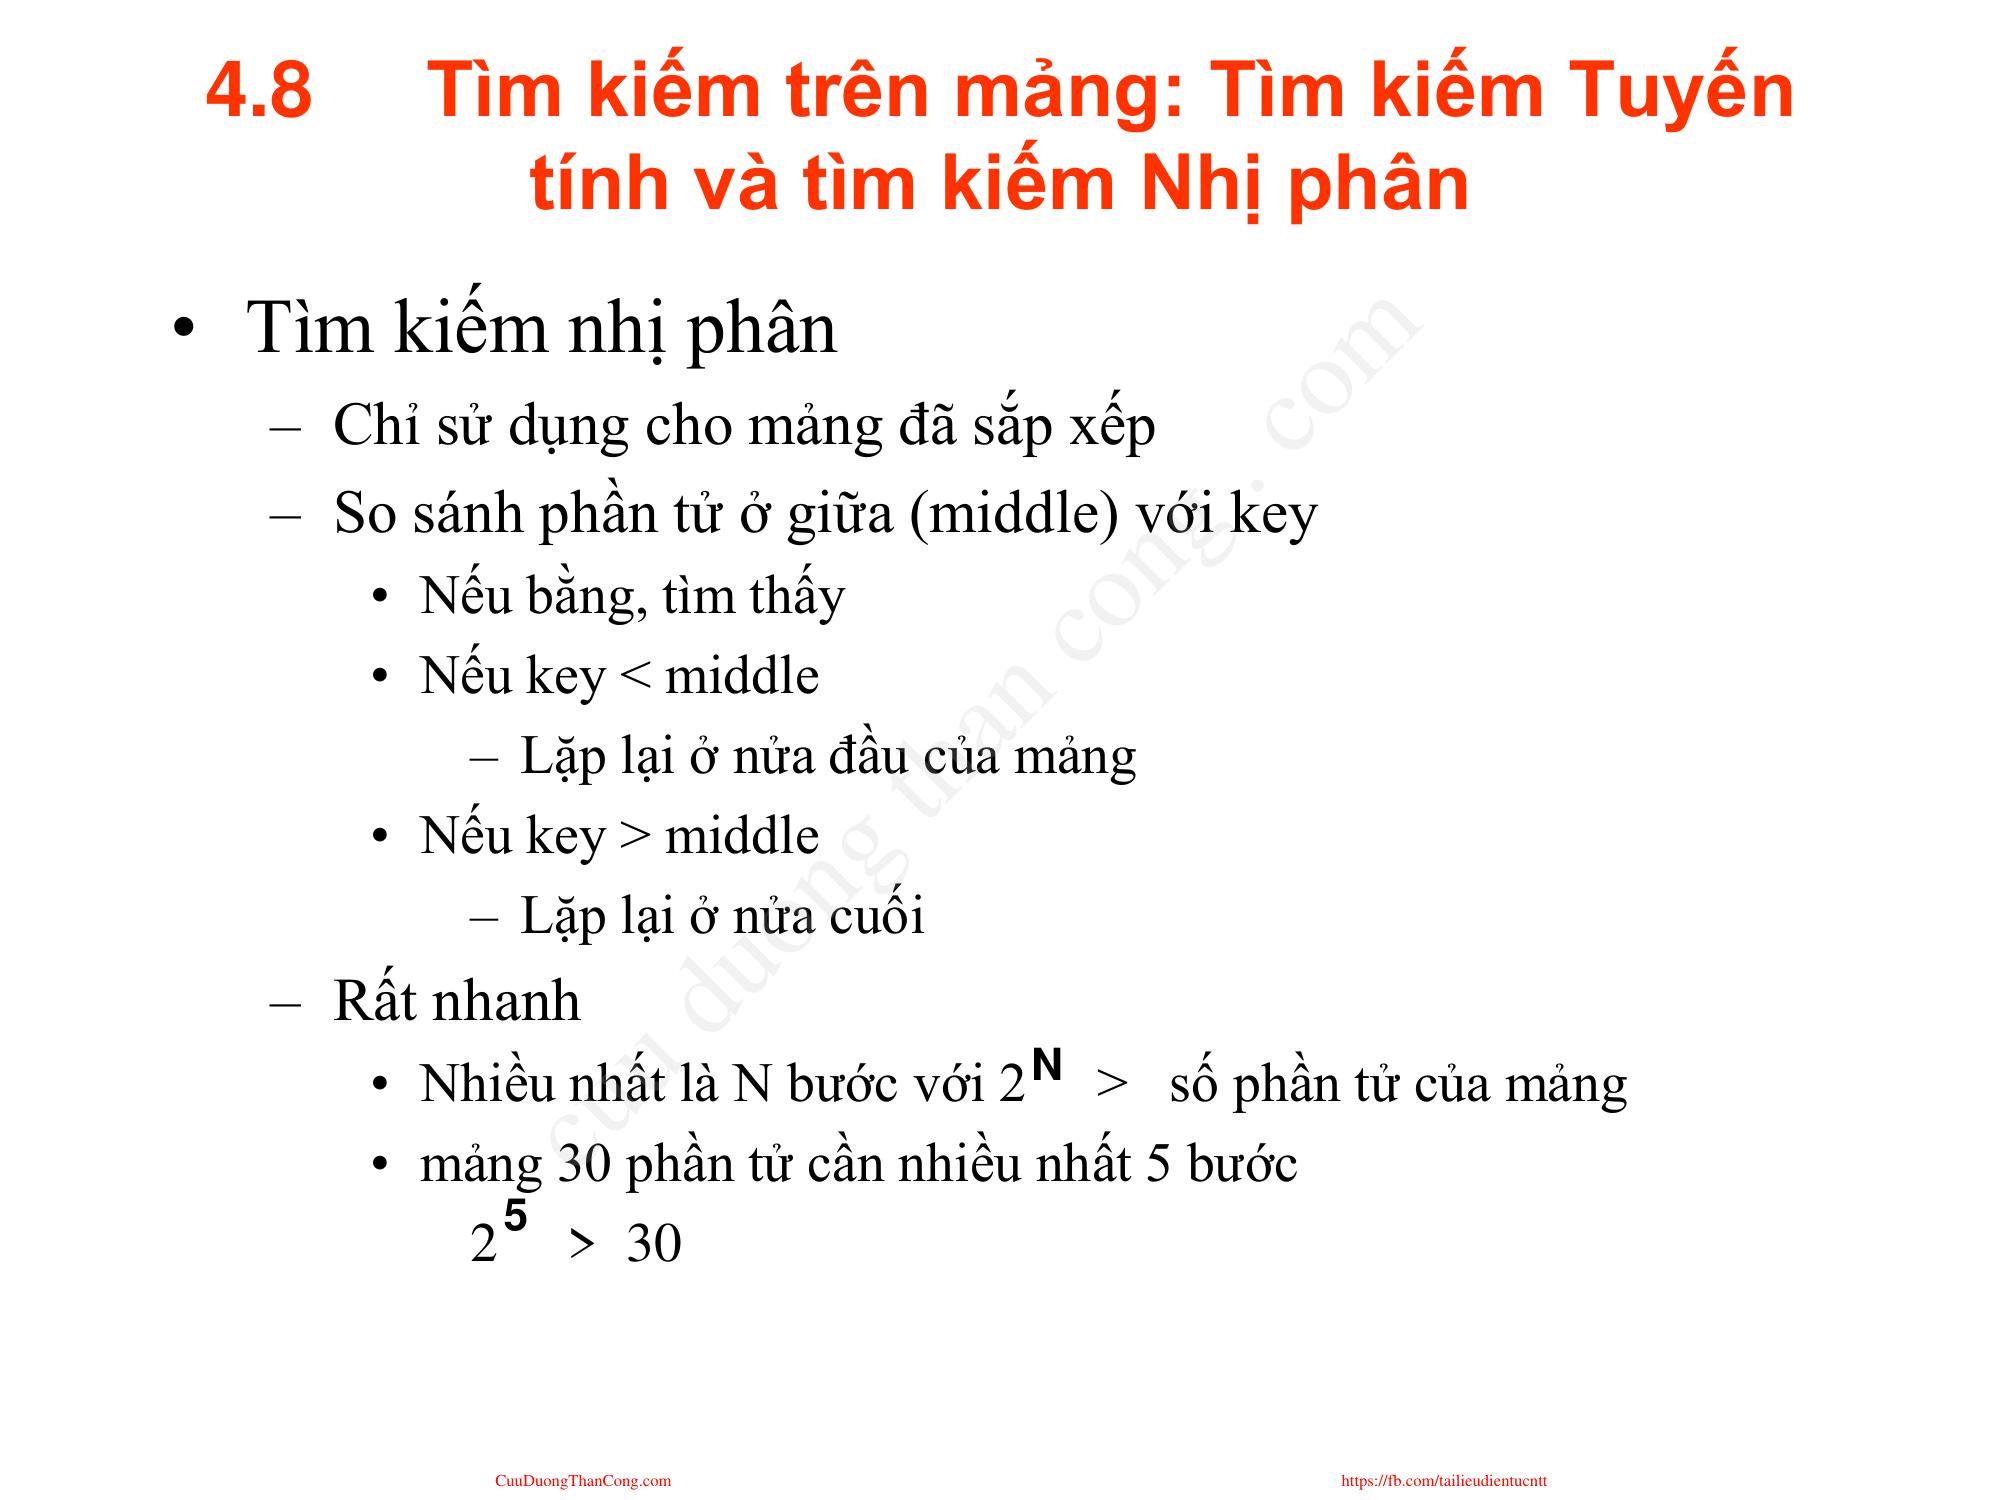 4.8 Tìm kiếm trên mảng: Tìm kiếm Tuyến
tính và tìm kiếm Nhị phân
• Tìm kiếm nhị phân
– Chỉ sử dụng cho mảng đã sắp xếp
– So sánh phần tử ở giữa (middle) với key
• Nếu bằng, tìm thấy
• Nếu key < middle
– Lặp lại ở nửa đầu của mảng
• Nếu key > middle
– Lặp lại ở nửa cuối
– Rất nhanh
• Nhiều nhất là N bước với 2^N > số phần tử của mảng
• mảng 30 phần tử cần nhiều nhất 5 bước
2^5 > 30
cuu duong than cong . com
CuuDuongThanCong.com
https://fb.com/tailieudientucntt